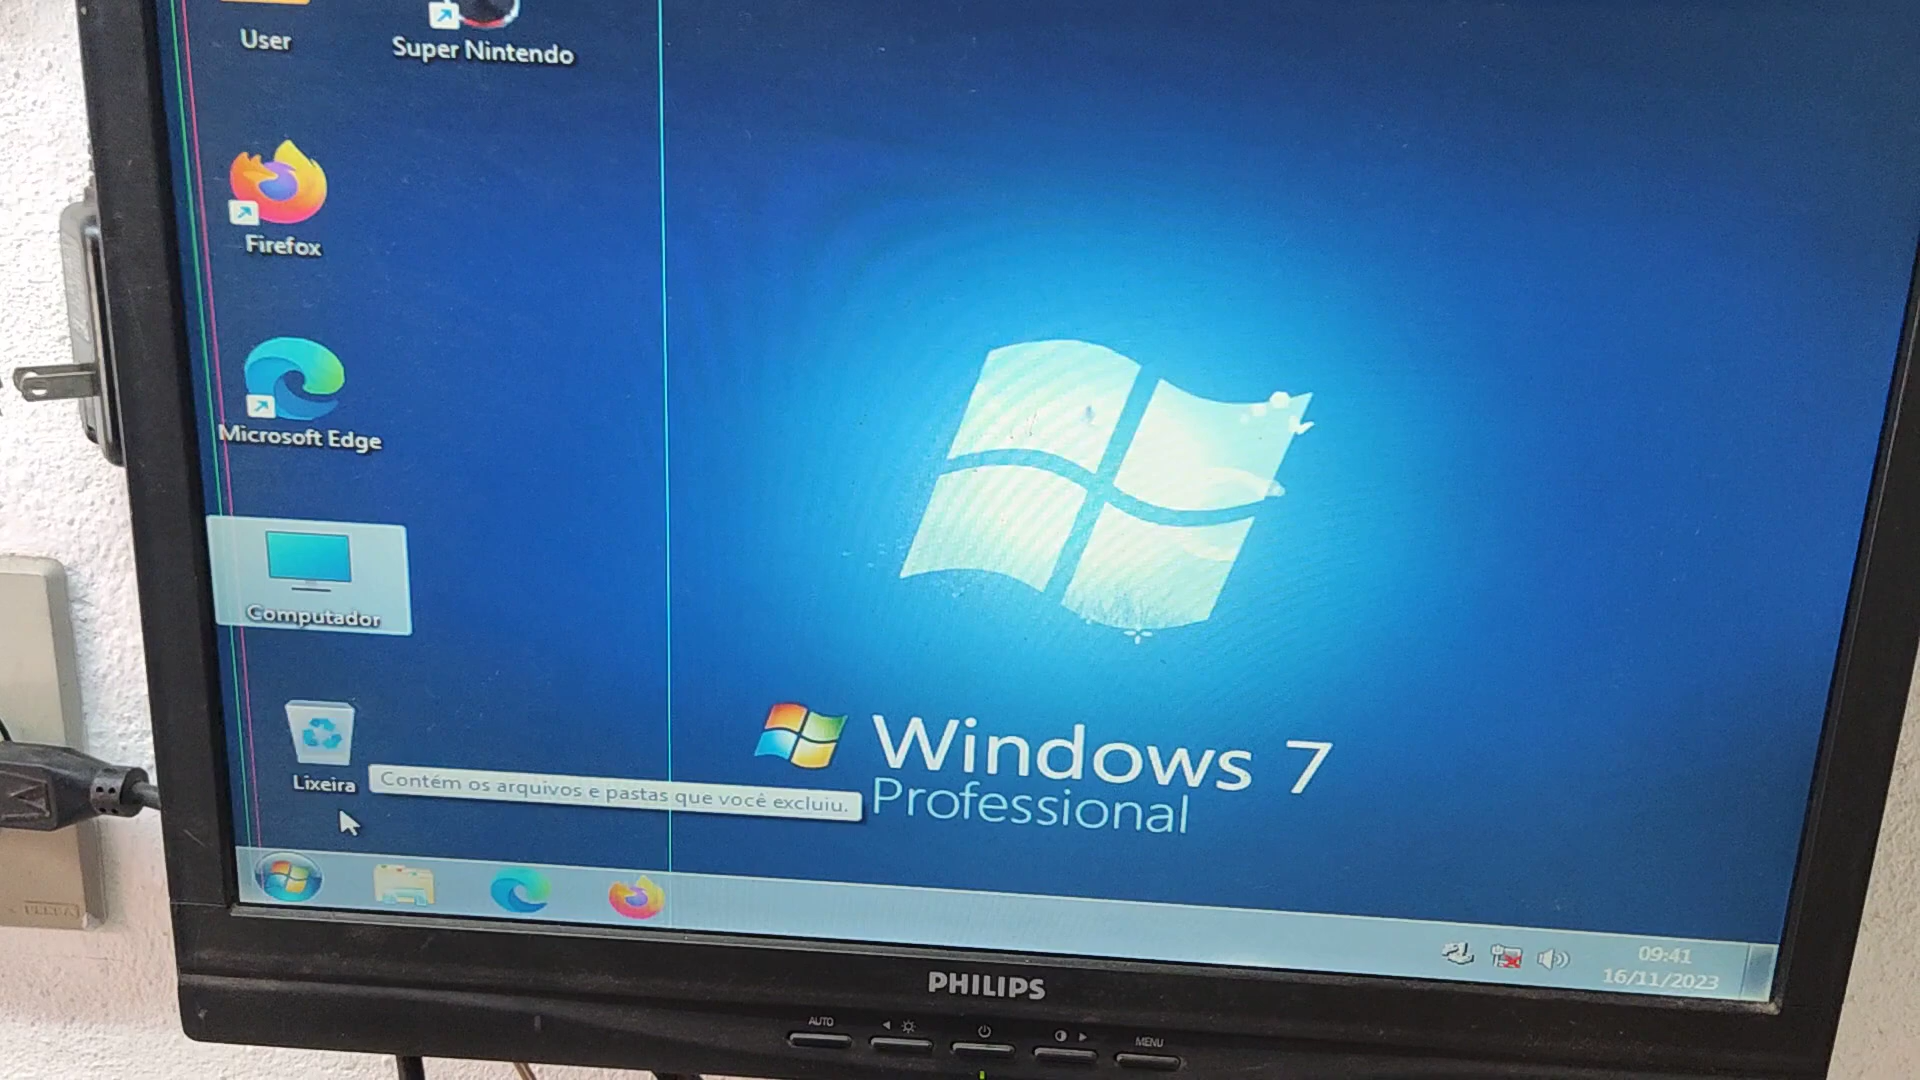 User
Super Nintendo
Firefox
Microsoft Edge
Computador
Lixeira
Contém os arquivos e pastas que você excluiu.
Windows 7
Professional
09:41
16/11/2023
PHILIPS
AUTO
MENU